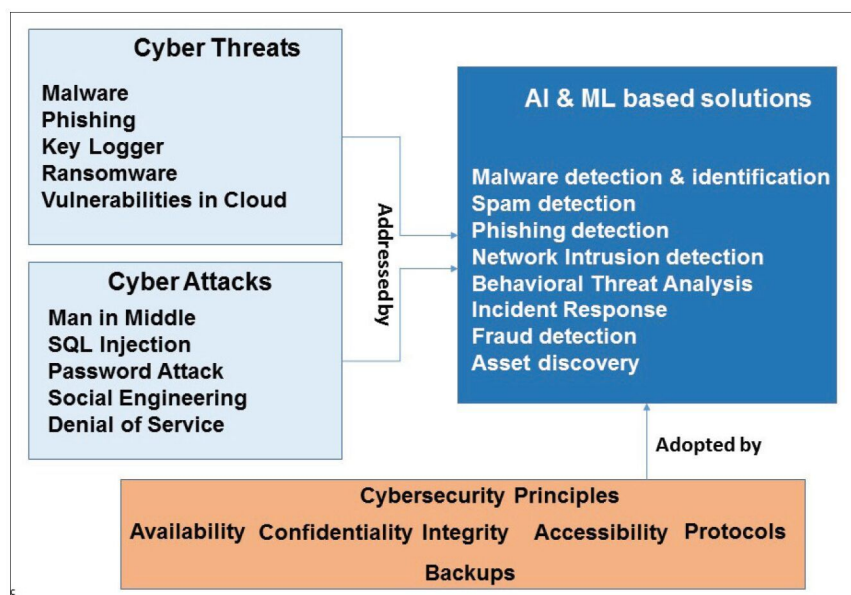 Cyber Threats
Malware
Phishing
Key Logger
Ransomware
Vulnerabilities in Cloud
Cyber Attacks
Man in Middle
SQL Injection
Password Attack
Social Engineering
Denial of Service
Addressed by
AI & ML based solutions
Malware detection & identification
Spam detection
Phishing detection
Network Intrusion detection
Behavioral Threat Analysis
Incident Response
Fraud detection
Asset discovery
Adopted by
Cybersecurity Principles
Availability Confidentiality Integrity Accessibility Protocols
Backups